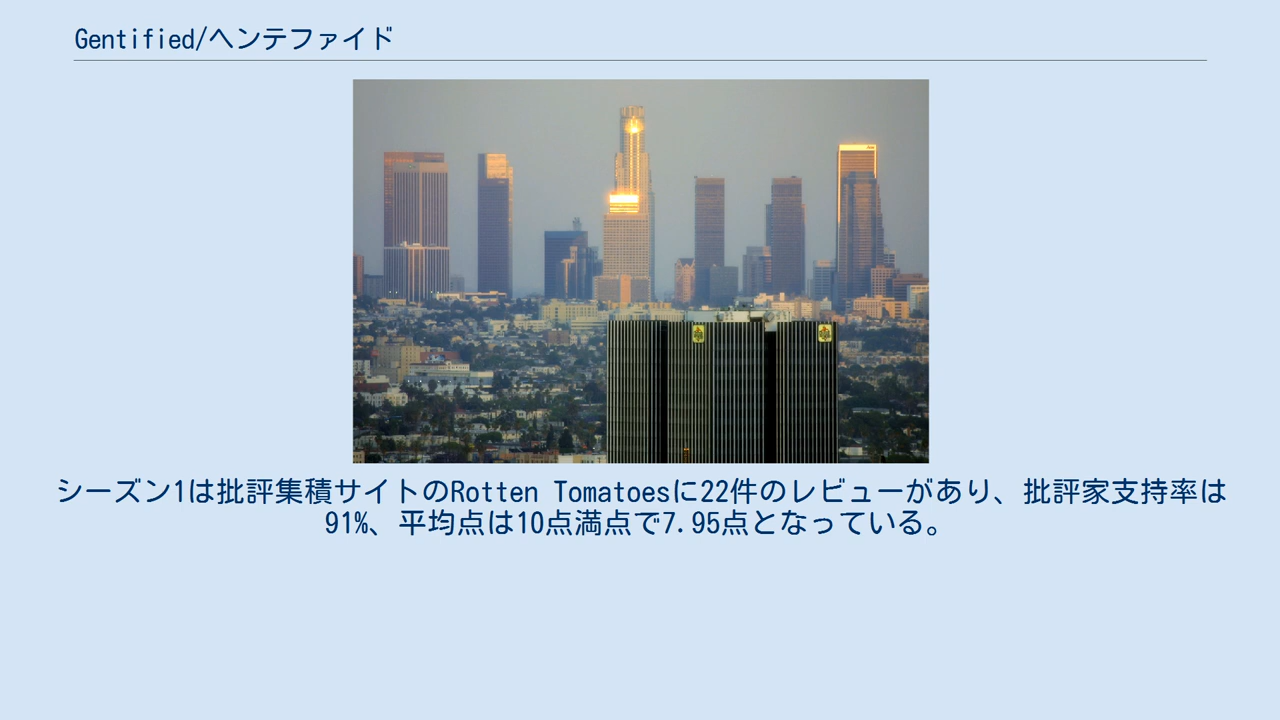 Gentified/ヘンテファイド
シーズン1は批評集積サイトのRotten Tomatoesに22件のレビューがあり、批評家支持率は
91%、平均点は10点満点で7.95点となっている。